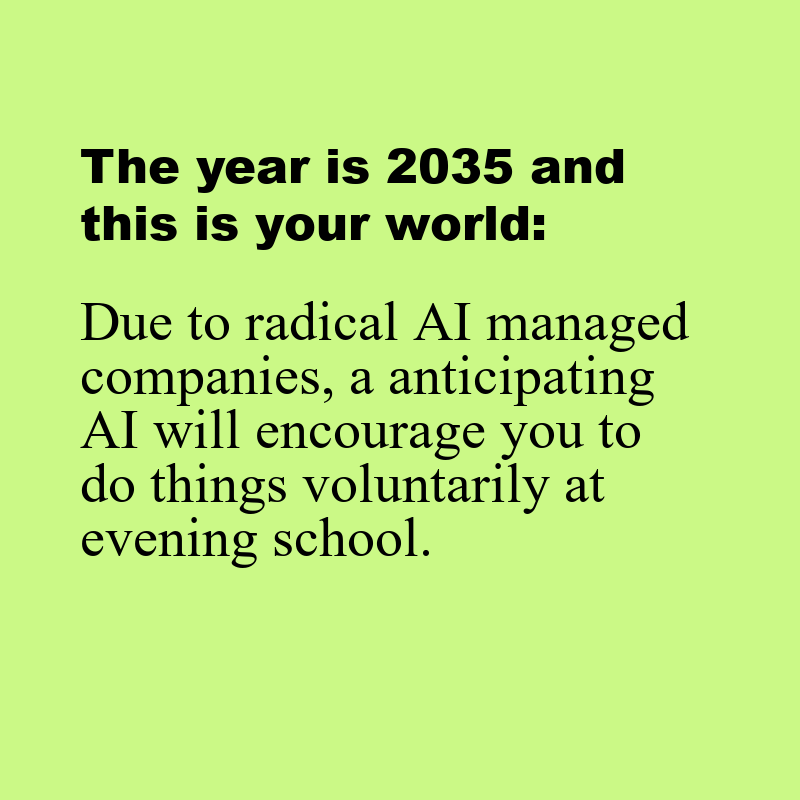 The year is 2035 and
this is your world:
Due to radical AI managed
companies, a anticipating
AI will encourage you to
do things voluntarily at
evening school.